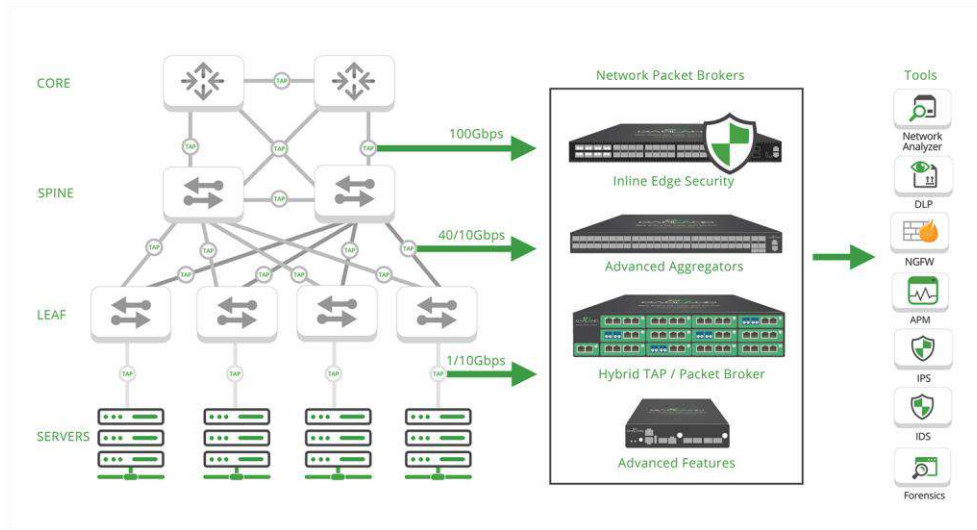 CORE
TAP
Network Packet Brokers
Tools
100Gbps
TAP
TAP
TAP
Network
Analyzer
SPINE
TAP
Inline Edge Security
DLP
TAP
TAP
TAP
TAP
40/10Gbps
TAP
TAP
TAP
TAP
Advanced Aggregators
NGFW
LEAF
APM
1/10Gbps
TAP
TAP
TAP
TAP
Hybrid TAP / Packet Broker
IPS
SERVERS
IDS
Advanced Features
Forensics